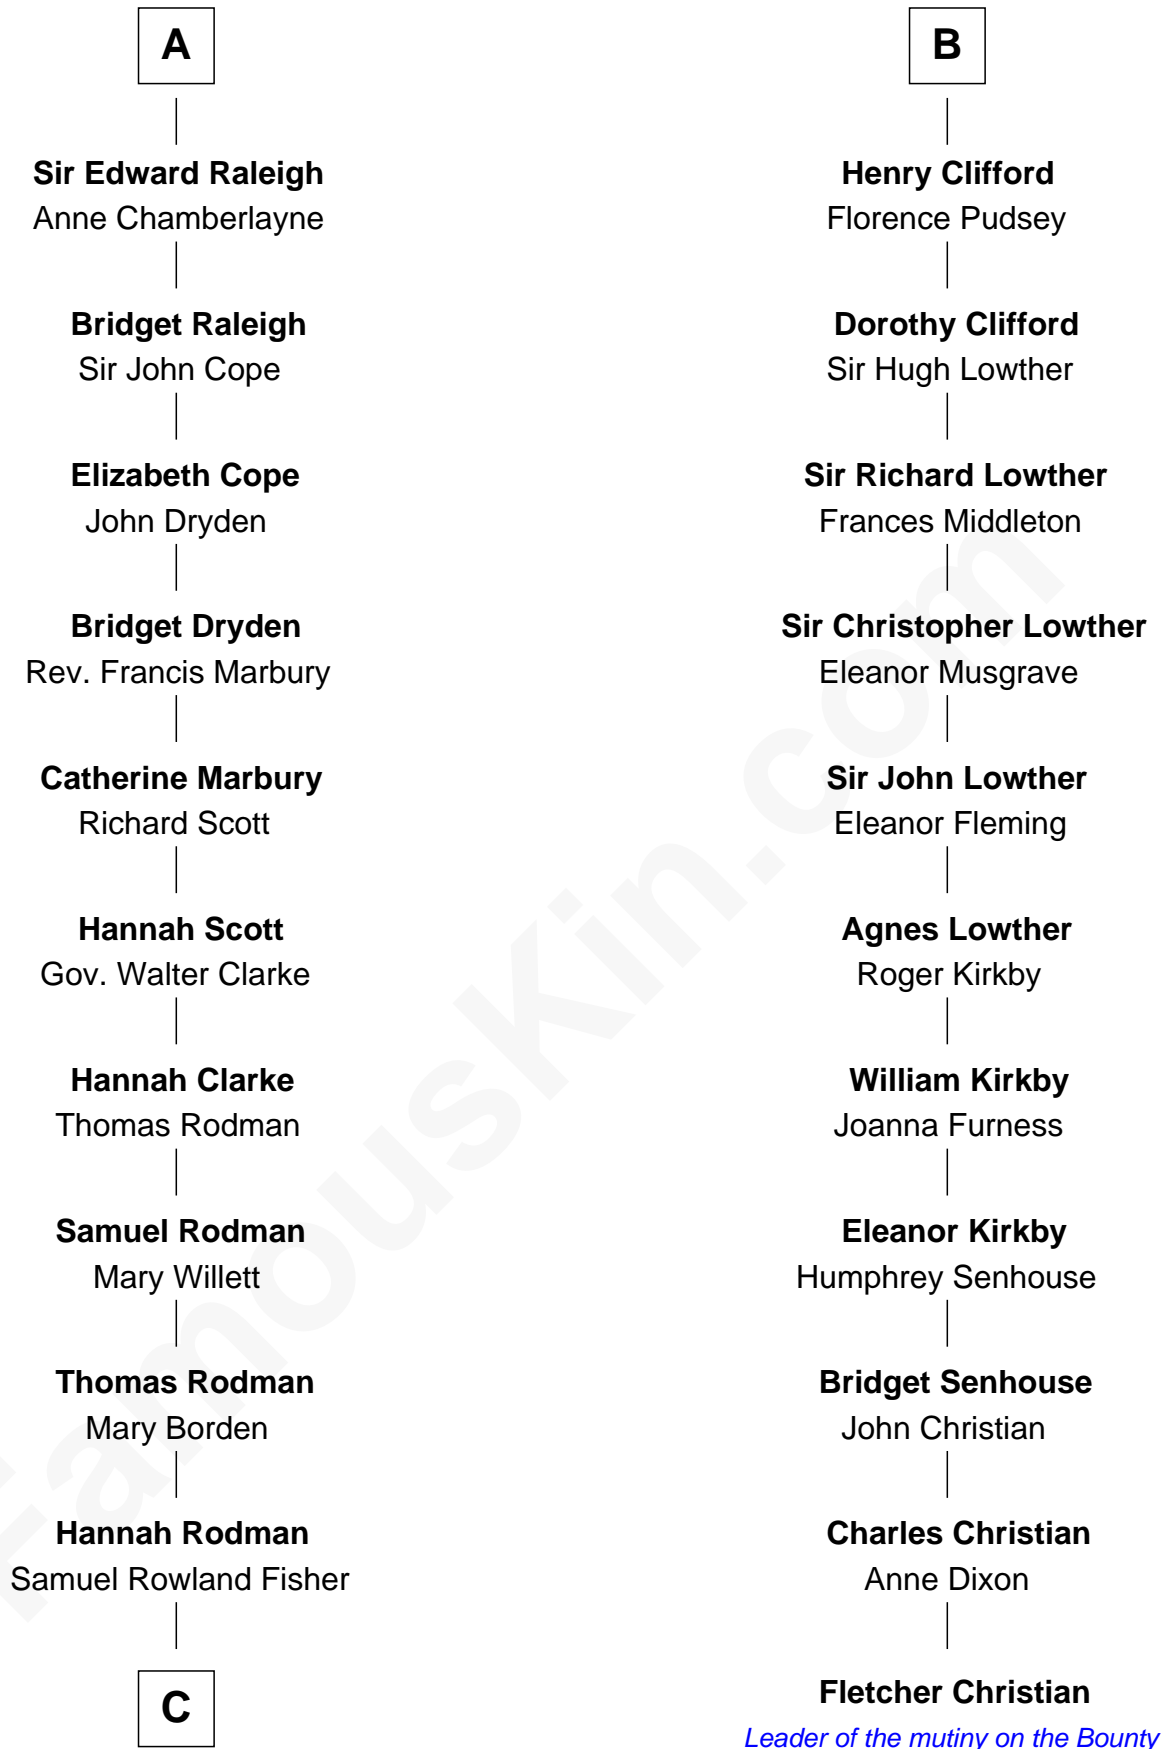 A
Sir Edward Raleigh
Anne Chamberlayne
Bridget Raleigh
Sir John Cope
Elizabeth Cope
John Dryden
Bridget Dryden
Rev. Francis Marbury
Catherine Marbury
Richard Scott
Hannah Scott
Gov. Walter Clarke
Hannah Clarke
Thomas Rodman
Samuel Rodman
Mary Willett
Thomas Rodman
Mary Borden
Hannah Rodman
Samuel Rowland Fisher
C
B
Henry Clifford
Florence Pudsey
Dorothy Clifford
Sir Hugh Lowther
Sir Richard Lowther
Frances Middleton
Sir Christopher Lowther
Eleanor Musgrave
Sir John Lowther
Eleanor Fleming
Agnes Lowther
Roger Kirkby
William Kirkby
Joanna Furness
Eleanor Kirkby
Humphrey Senhouse
Bridget Senhouse
John Christian
Charles Christian
Anne Dixon
Fletcher Christian
Leader of the mutiny on the Bounty
FamousKin.com